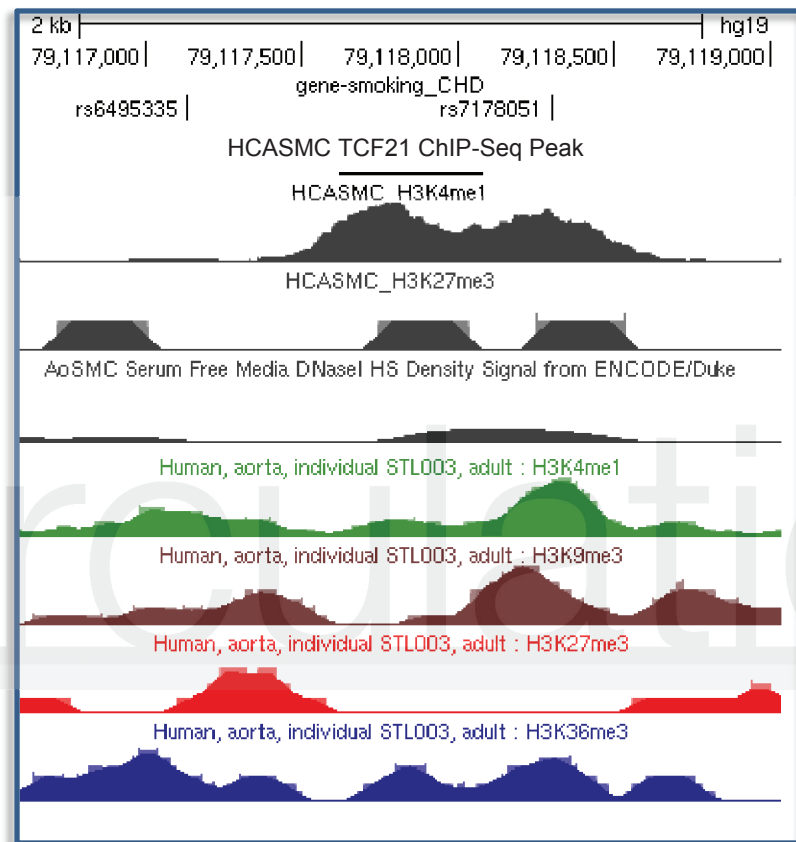 2 kb hg19
79,117,000| 79,117,500| 79,118,000| 79,118,500| 79,119,000|
gene-smoking_CHD
rs6495335| rs7178051|
HCASMC TCF21 ChIP-Seq Peak
HCASMC_H3K4me1
HCASMC_H3K27me3
AoSMC Serum Free Media DNaseI HS Density Signal from ENCODE/Duke
Human, aorta, individual STL003, adult : H3K4me1
Human, aorta, individual STL003, adult : H3K9me3
Human, aorta, individual STL003, adult : H3K27me3
Human, aorta, individual STL003, adult : H3K36me3